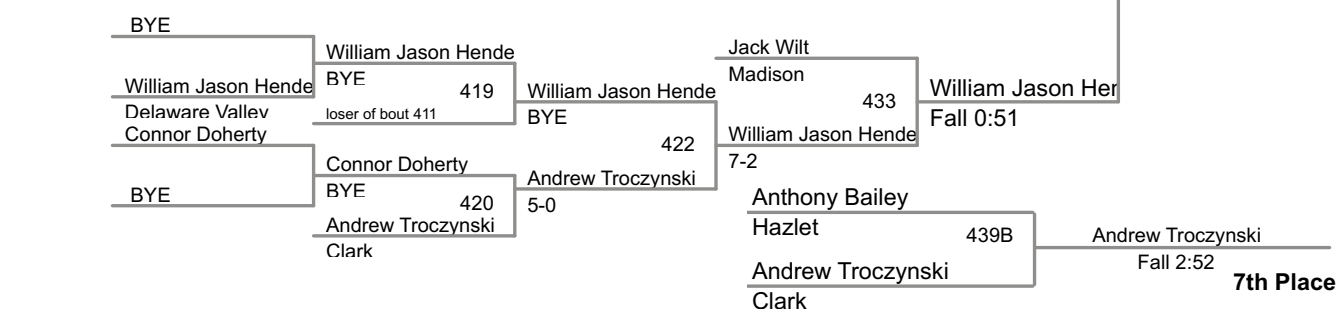 BYE
William Jason Hende
Delaware Valley
Connor Doherty
BYE
William Jason Hende
BYE
419
loser of bout 411
Connor Doherty
BYE
420
Andrew Troczynski
Clark
William Jason Hende
BYE
422
Andrew Troczynski
5-0
Jack Wilt
Madison
433
William Jason Hende
7-2
William Jason Her
Fall 0:51
Anthony Bailey
Hazlet
439B
Andrew Troczynski
Clark
Andrew Troczynski
Fall 2:52
7th Place